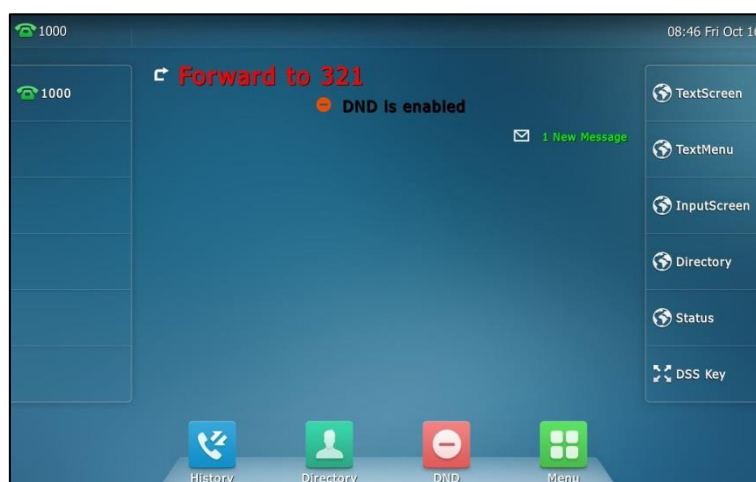 1000
08:46 Fri Oct 1
1000
Forward to 321
DND is enabled
1 New Message
TextScreen
TextMenu
InputScreen
Directory
Status
DSS Key
History
Directory
DND
Menu